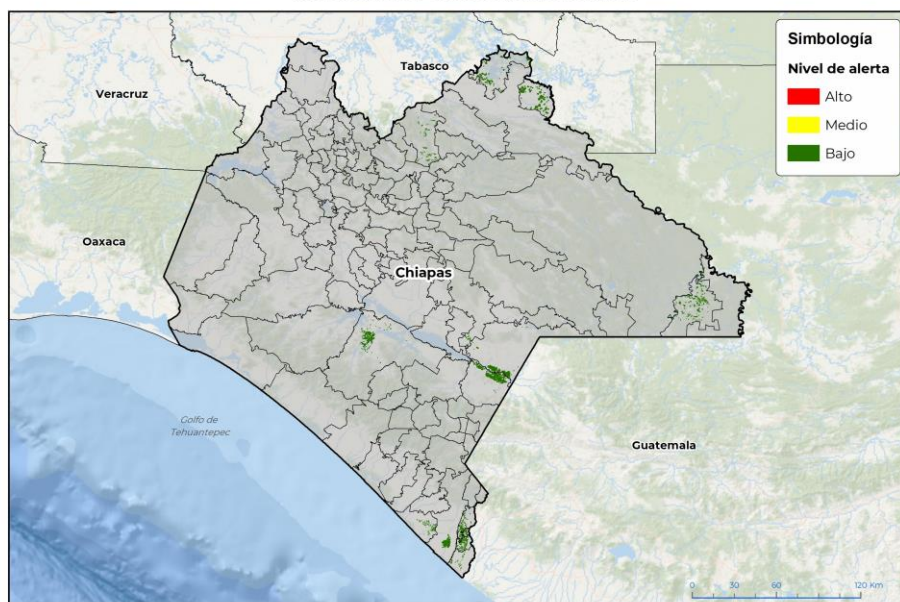 Simbología
Nivel de alerta
Alto
Medio
Bajo
Tabasco
Veracruz
Oaxaca
Chiapas
Golfo de
Tehuantepec
Guatemala
0 30 60 120 Km